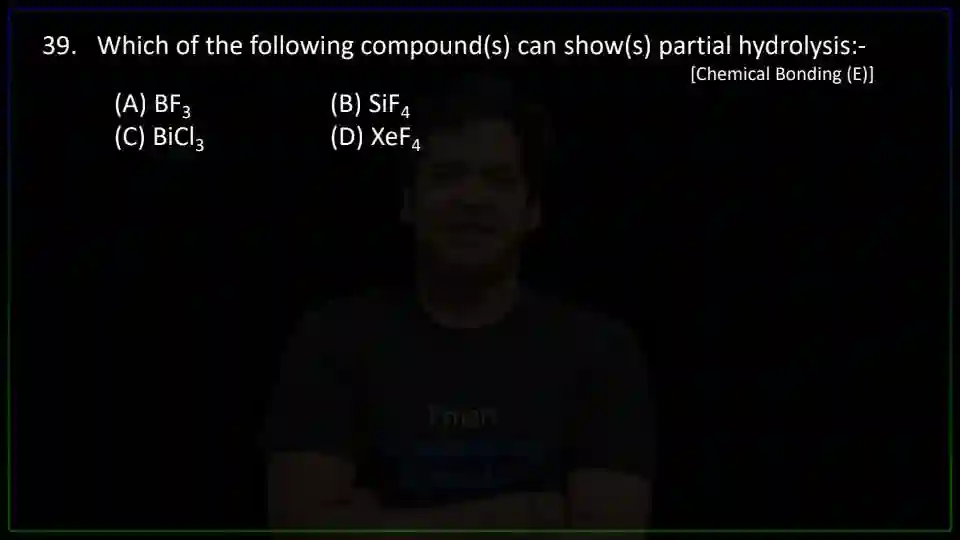 39. Which of the following compound(s) can show(s) partial hydrolysis:-
[Chemical Bonding (E)]
(A) BF₃ (B) SiF₄
(C) BiCl₃ (D) XeF₄